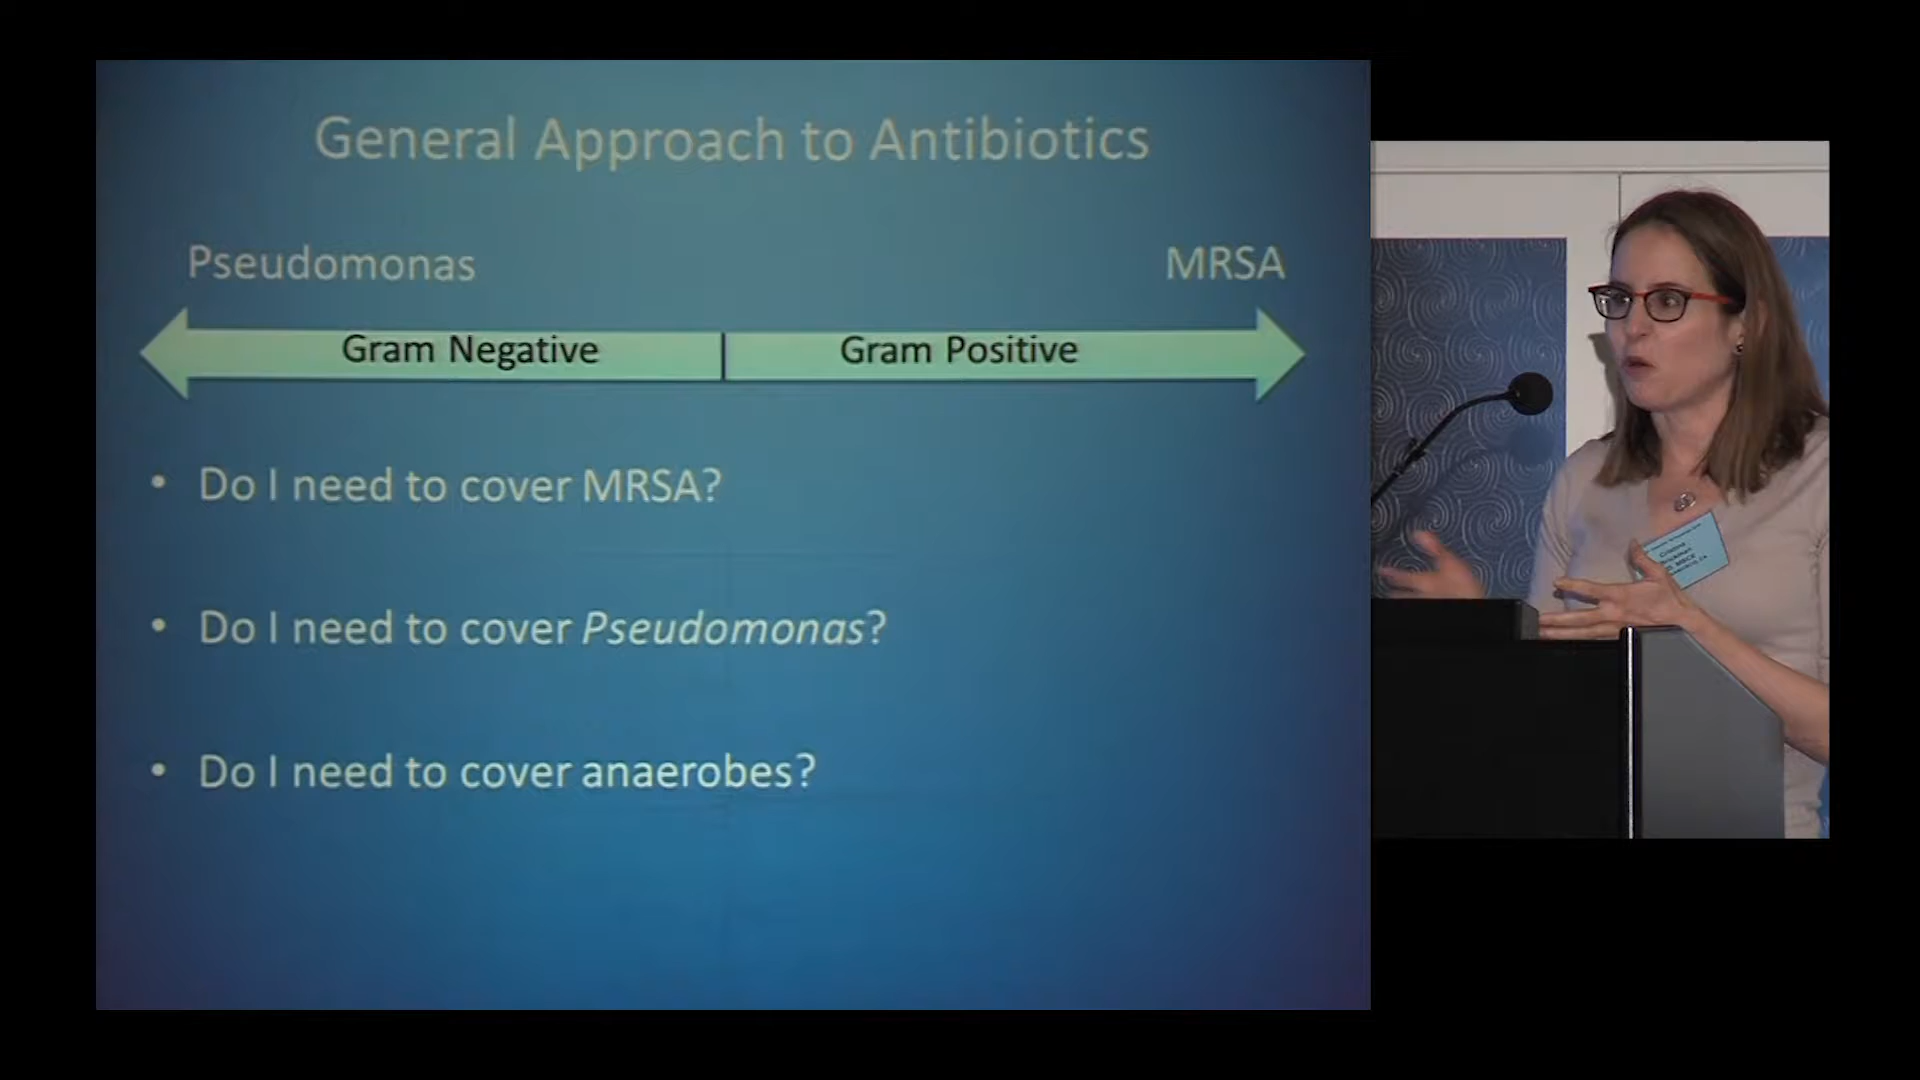 General Approach to Antibiotics
Pseudomonas MRSA
Gram Negative Gram Positive
• Do I need to cover MRSA?
• Do I need to cover Pseudomonas?
• Do I need to cover anaerobes?
Cristina